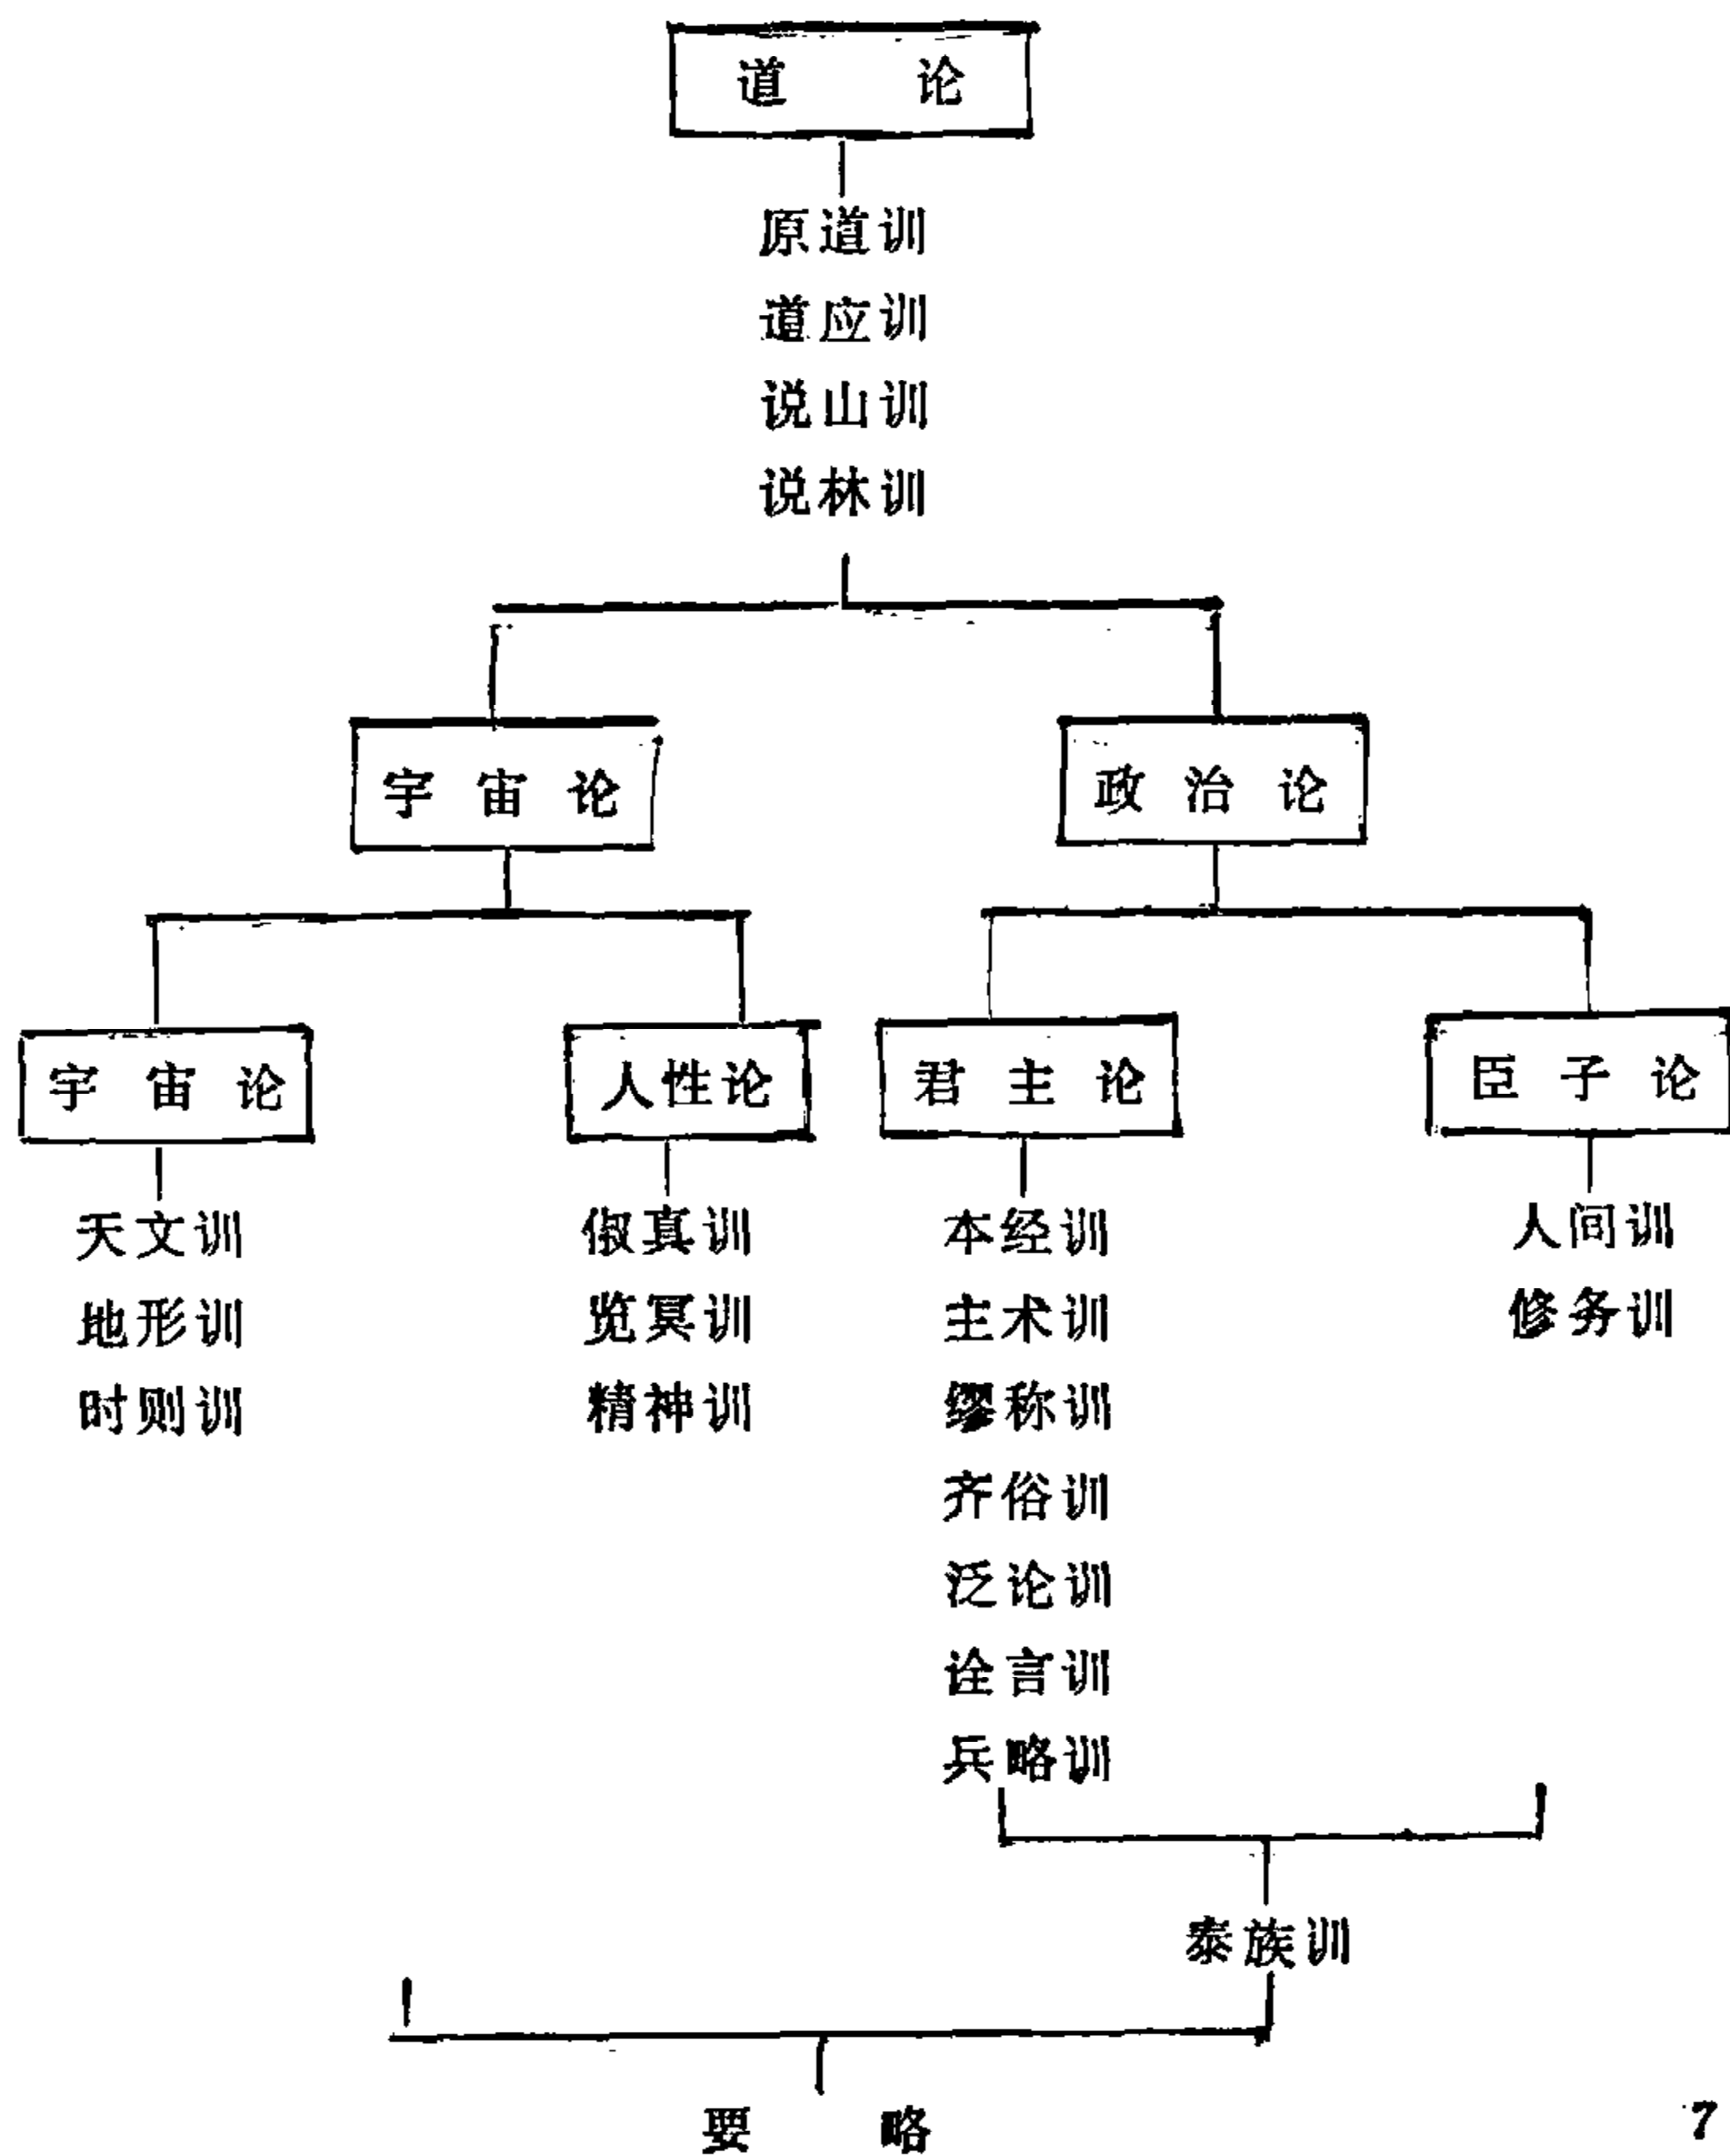 道 论
原道训
道应训
说山训
说林训
宇宙论 政治论
宇宙论 人性论 君主论 臣子论
天文训 俶真训 本经训 人间训
地形训 览冥训 主术训 修务训
时则训 精神训 缪称训
齐俗训
泛论训
诠言训
兵略训
泰族训
要 略
7